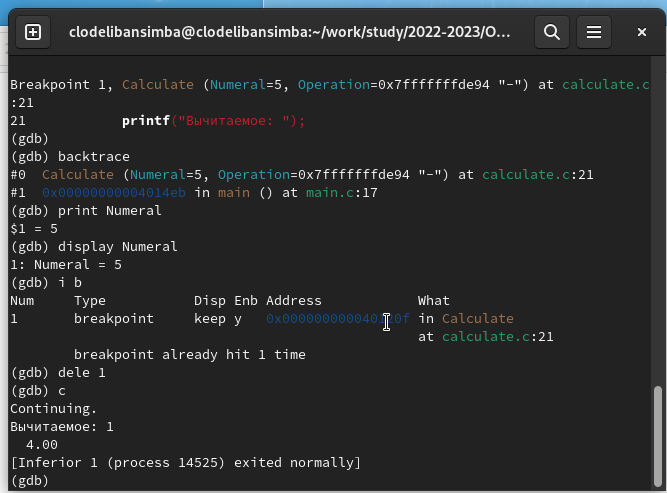 clodelibansimba@clodelibansimba:~/work/study/2022-2023/O...
Breakpoint 1, Calculate (Numeral=5, Operation=0x7fffffffde94 "-") at calculate.c
:21
21 printf("Вычитаемое: ");
(gdb)
(gdb) backtrace
#0 Calculate (Numeral=5, Operation=0x7fffffffde94 "-") at calculate.c:21
#1 0x00000000004014eb in main () at main.c:17
(gdb) print Numeral
$1 = 5
(gdb) display Numeral
1: Numeral = 5
(gdb) i b
Num Type Disp Enb Address What
1 breakpoint keep y in Calculate
at calculate.c:21
breakpoint already hit 1 time
(gdb) dele 1
(gdb) c
Continuing.
Вычитаемое: 1
4.00
[Inferior 1 (process 14525) exited normally]
(gdb)